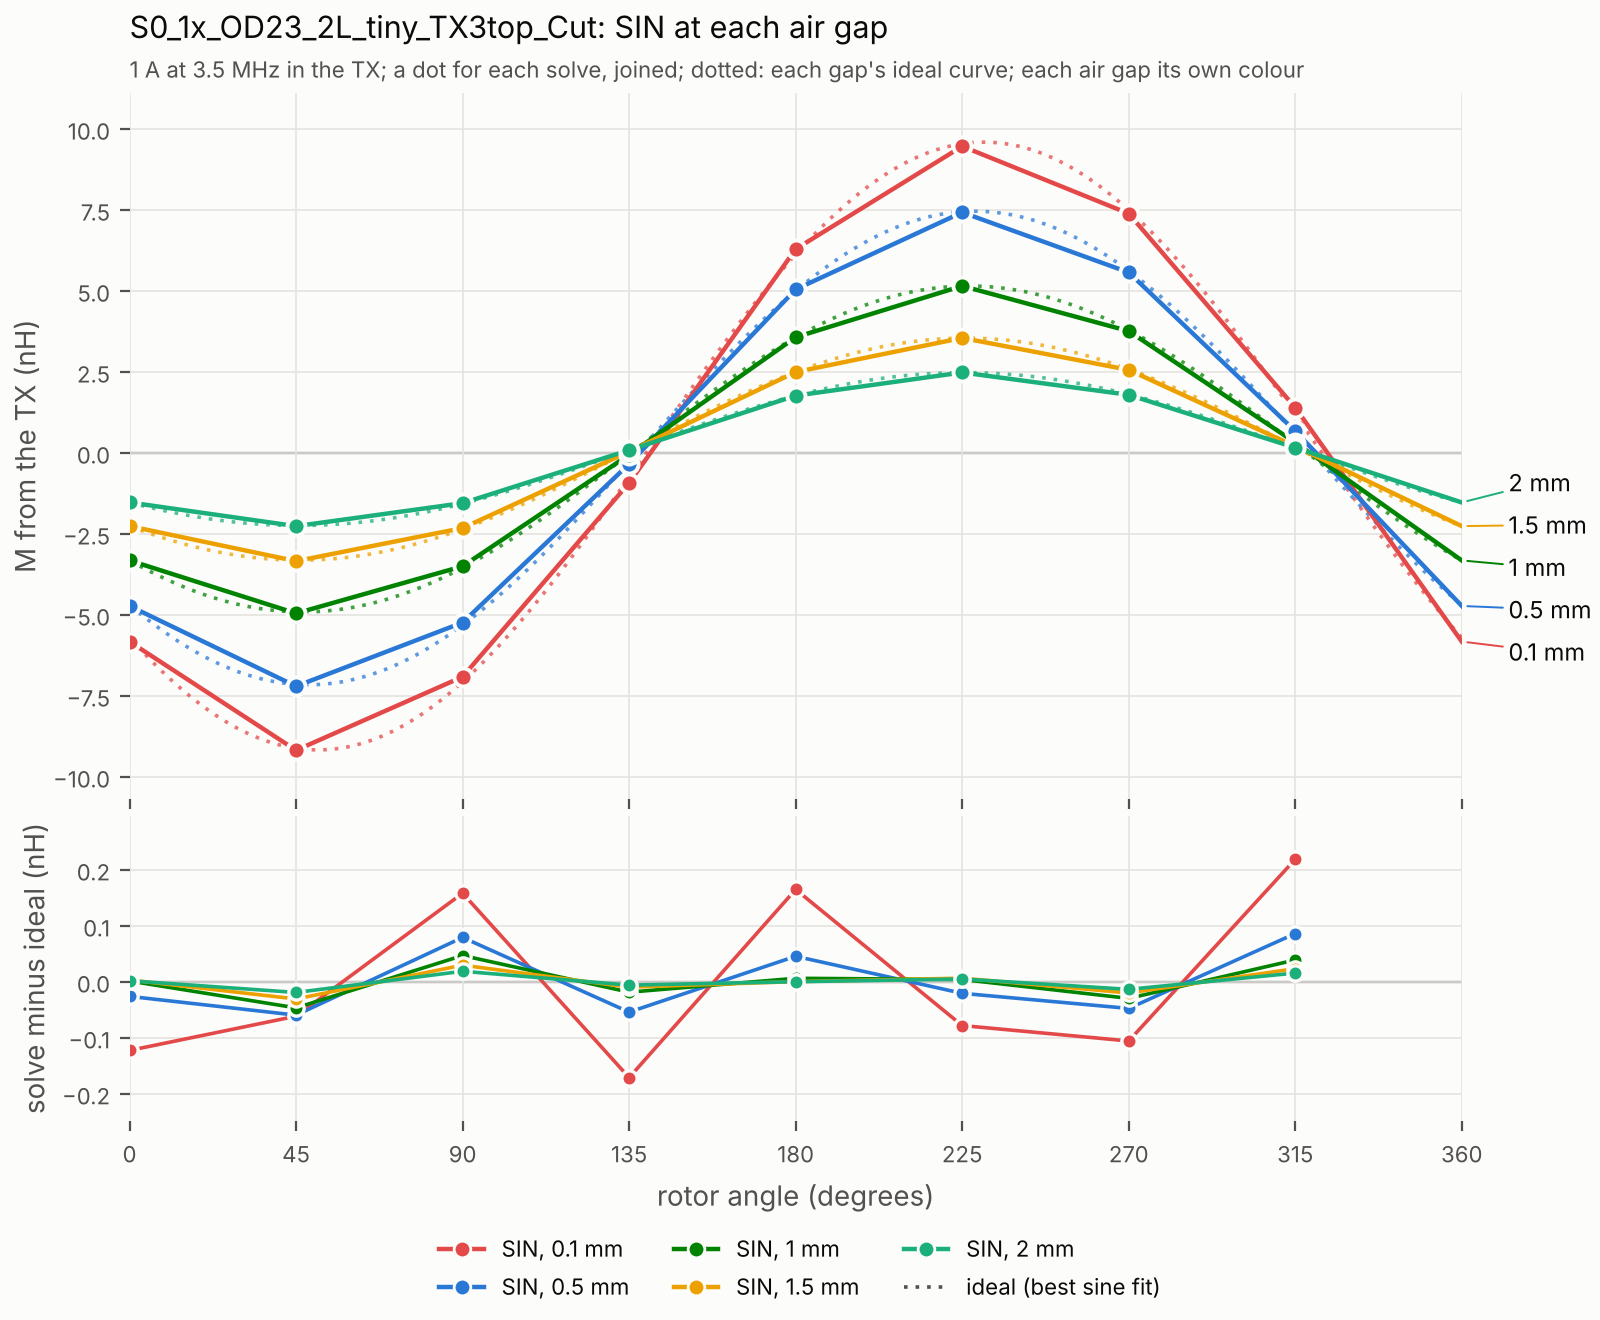 S0_1x_OD23_2L_tiny_TX3top_Cut: SIN at each air gap
1 A at 3.5 MHz in the TX; a dot for each solve, joined; dotted: each gap's ideal curve; each air gap its own colour
M from the TX (nH)
10.0
7.5
5.0
2.5
0.0
−2.5
−5.0
−7.5
−10.0
2 mm
1.5 mm
1 mm
0.5 mm
0.1 mm
solve minus ideal (nH)
0.2
0.1
0.0
−0.1
−0.2
0 45 90 135 180 225 270 315 360
rotor angle (degrees)
SIN, 0.1 mm SIN, 1 mm SIN, 2 mm
SIN, 0.5 mm SIN, 1.5 mm ideal (best sine fit)